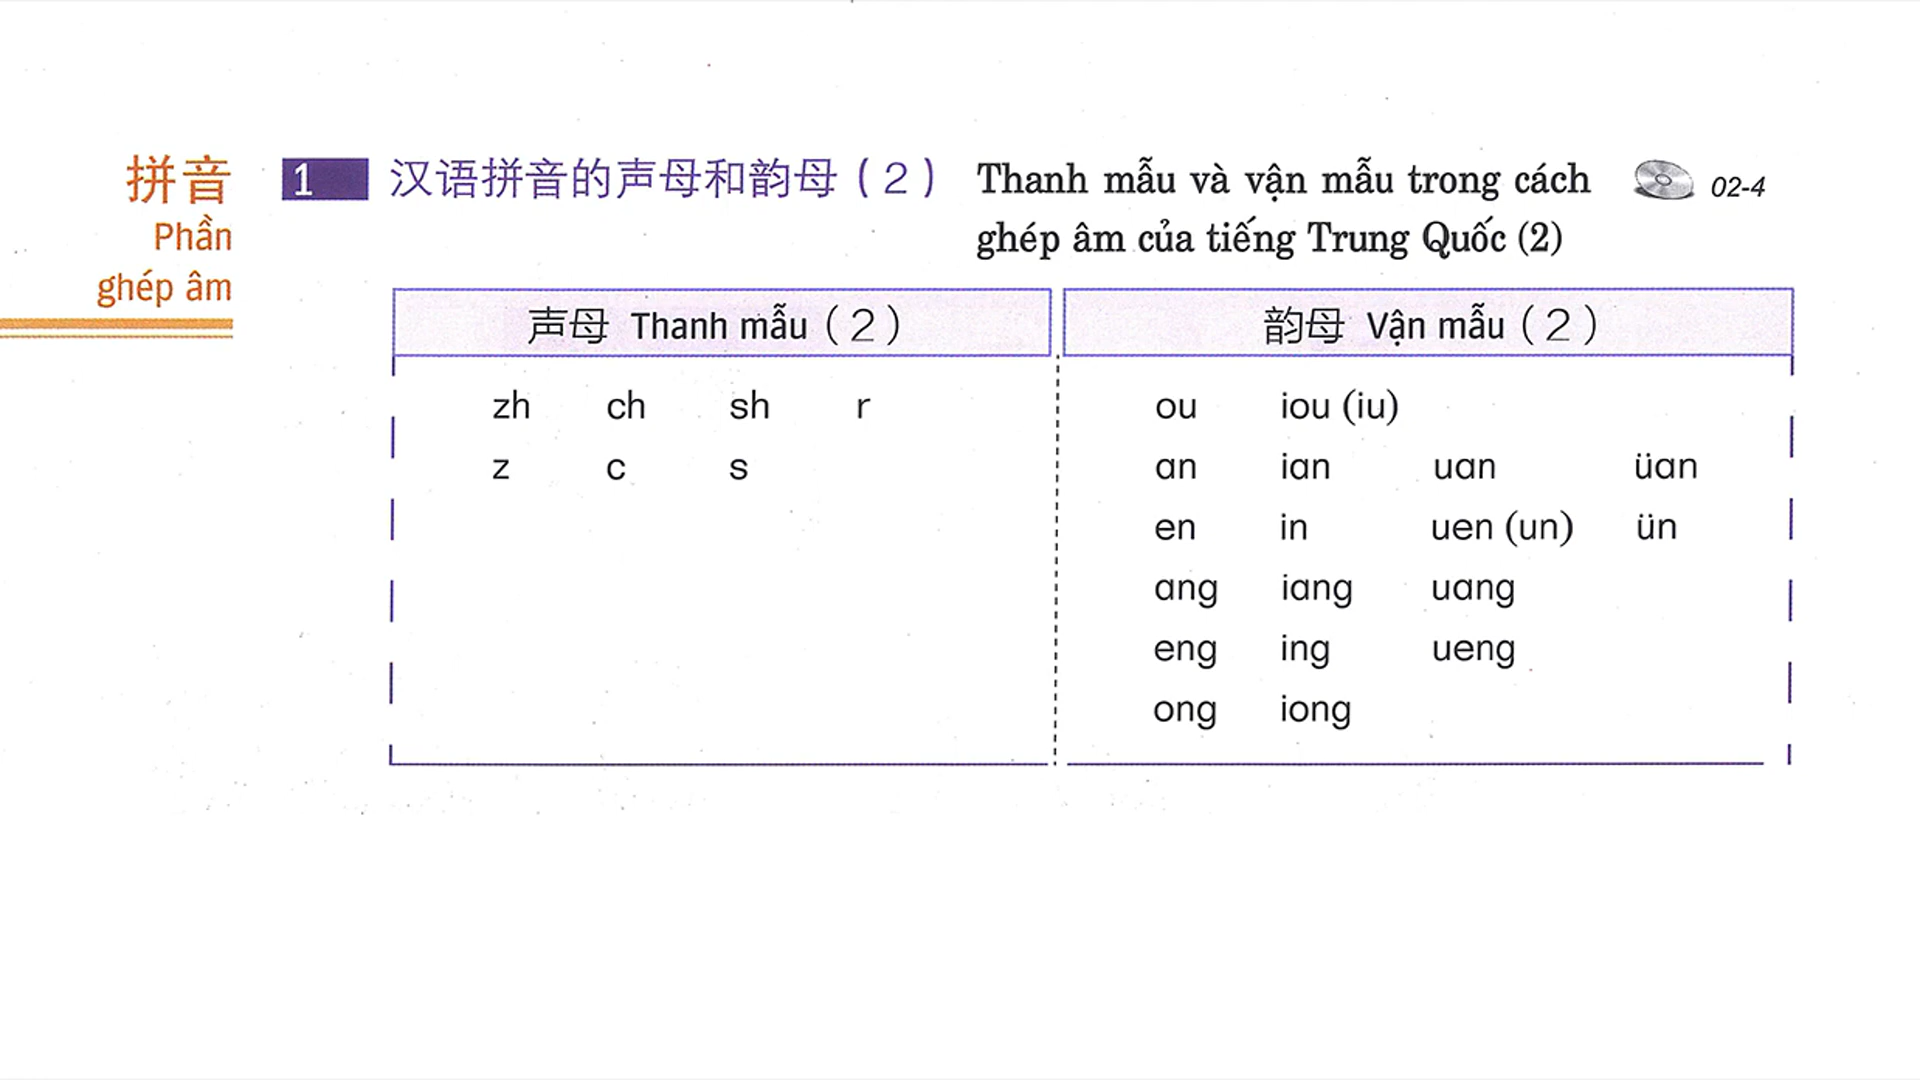 拼音
Phần
ghép âm
1 汉语拼音的声母和韵母（2） Thanh mẫu và vận mẫu trong cách 02-4
ghép âm của tiếng Trung Quốc (2)
声母 Thanh mẫu（2） 韵母 Vận mẫu（2）
zh ch sh r ou iou (iu)
z c s an ian uan üan
en in uen (un) ün
ang iang uang
eng ing ueng
ong iong